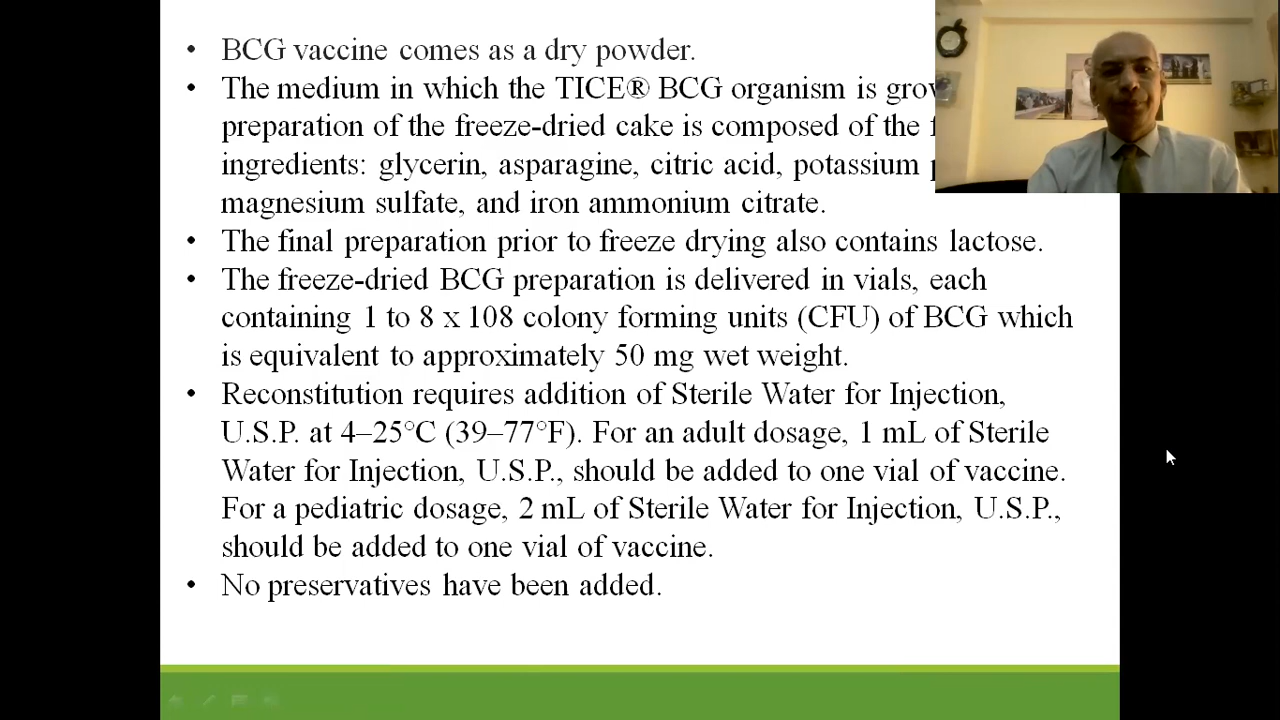 • BCG vaccine comes as a dry powder.
• The medium in which the TICE® BCG organism is
preparation of the freeze-dried cake is composed of the
ingredients: glycerin, asparagine, citric acid, potassium
magnesium sulfate, and iron ammonium citrate.
• The final preparation prior to freeze drying also contains lactose.
• The freeze-dried BCG preparation is delivered in vials, each
containing 1 to 8 x 108 colony forming units (CFU) of BCG which
is equivalent to approximately 50 mg wet weight.
• Reconstitution requires addition of Sterile Water for Injection,
U.S.P. at 4–25°C (39–77°F). For an adult dosage, 1 mL of Sterile
Water for Injection, U.S.P., should be added to one vial of vaccine.
For a pediatric dosage, 2 mL of Sterile Water for Injection, U.S.P.,
should be added to one vial of vaccine.
• No preservatives have been added.